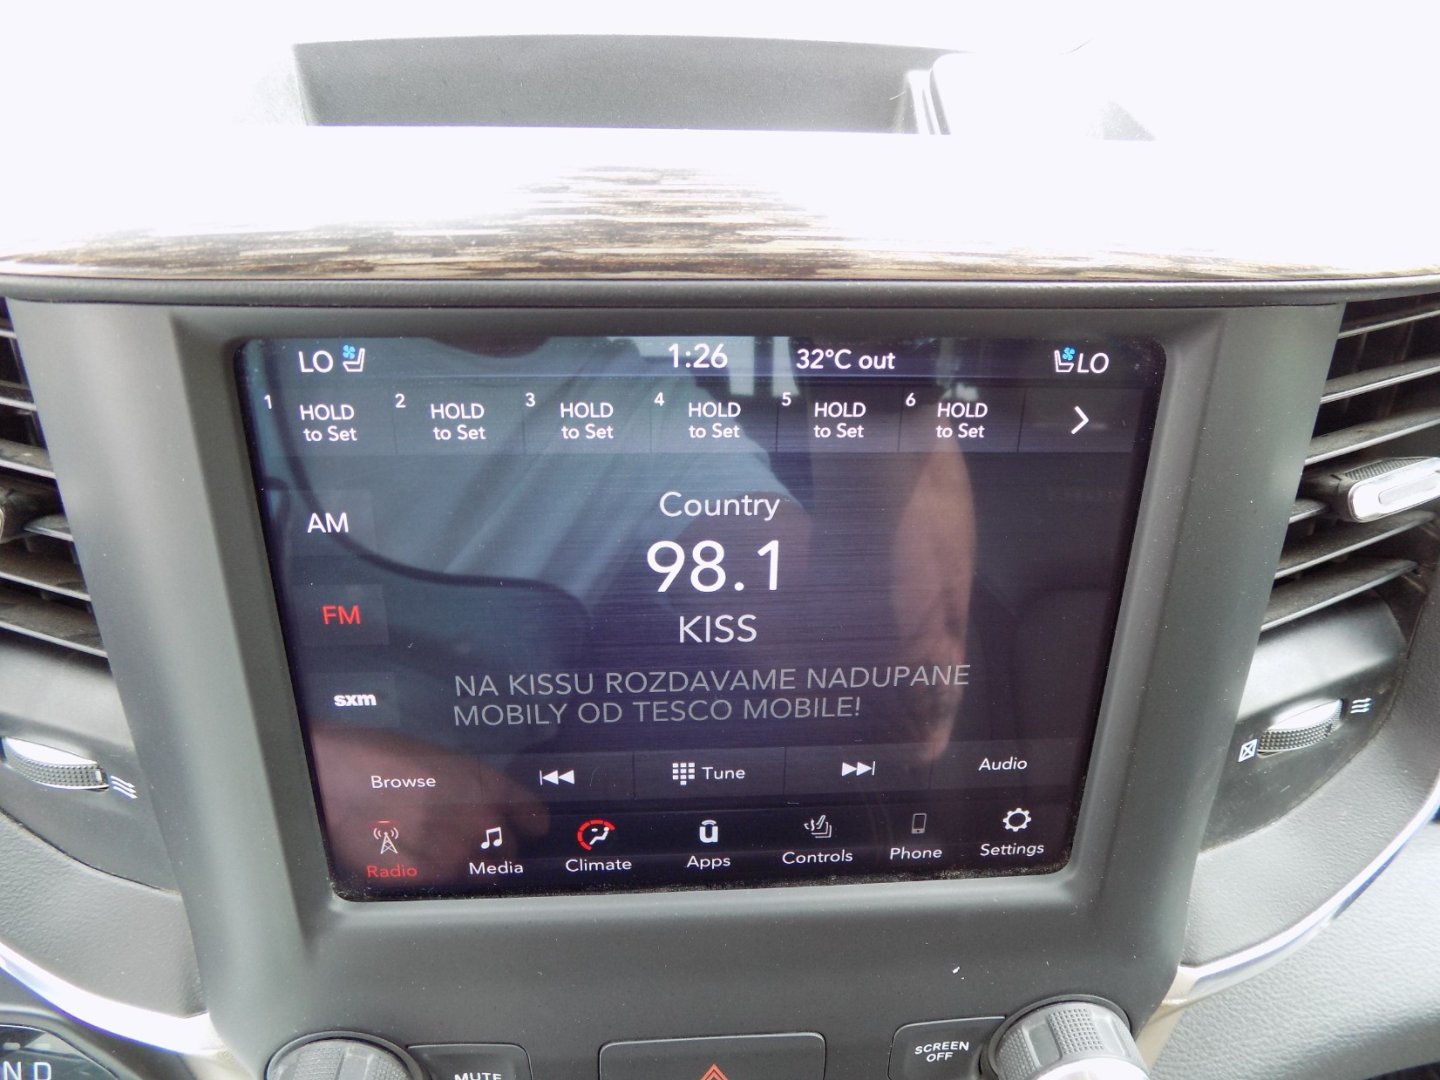 LO 1:26 32°C out LO
1 HOLD to Set 2 HOLD to Set 3 HOLD to Set 4 HOLD to Set 5 HOLD to Set 6 HOLD to Set
AM
Country
98.1
FM
KISS
sxm
NA KISSU ROZDAVAME NADUPANE
MOBILY OD TESCO MOBILE!
Browse Tune Audio
Radio Media Climate Apps Controls Phone Settings
ND
MUTE
SCREEN
OFF